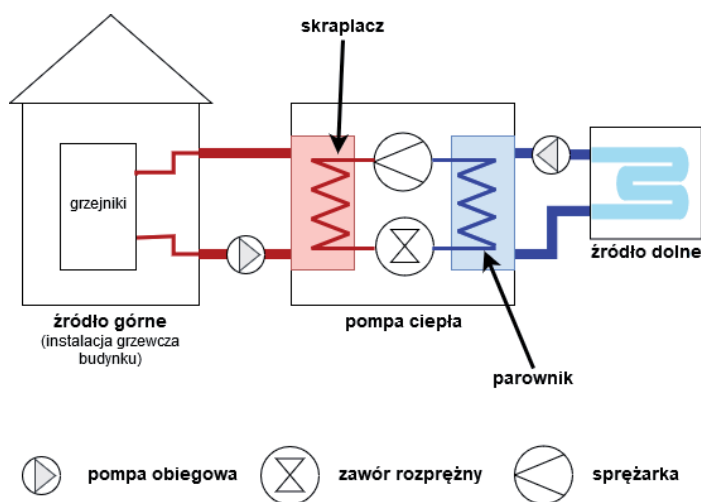 skraplacz
grzejniki
źródło dolne
źródło górne
(instalacja grzewcza
budynku)
pompa ciepła
parownik
pompa obiegowa
zawór rozprężny
sprężarka